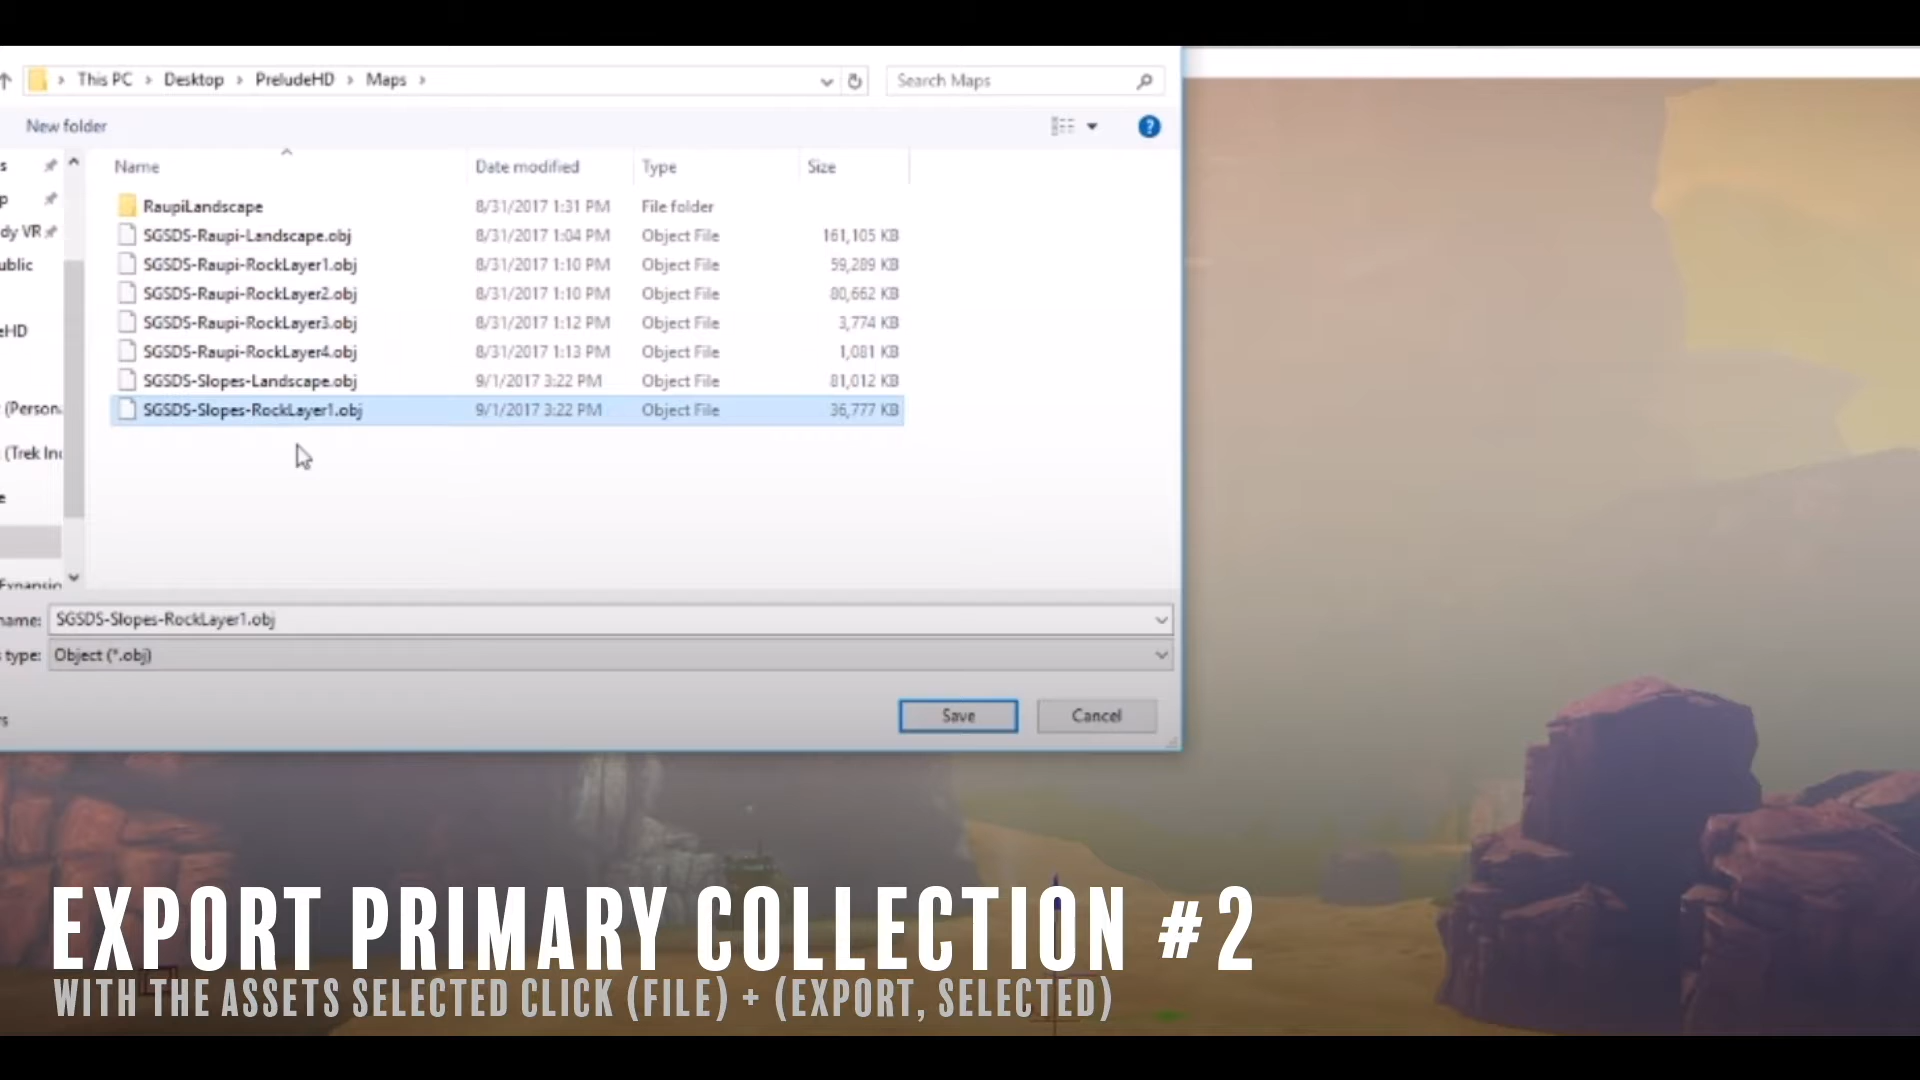 This PC > Desktop > PreludeHD > Maps >
Search Maps
New folder
?
Name Date modified Type Size
RaupiLandscape 8/31/2017 1:31 PM File folder
SGSDS-Raupi-Landscape.obj 8/31/2017 1:04 PM Object File 161,105 KB
SGSDS-Raupi-RockLayer1.obj 8/31/2017 1:10 PM Object File 59,289 KB
SGSDS-Raupi-RockLayer2.obj 8/31/2017 1:10 PM Object File 80,662 KB
SGSDS-Raupi-RockLayer3.obj 8/31/2017 1:12 PM Object File 3,774 KB
SGSDS-Raupi-RockLayer4.obj 8/31/2017 1:13 PM Object File 1,081 KB
SGSDS-Slopes-Landscape.obj 9/1/2017 3:22 PM Object File 81,012 KB
SGSDS-Slopes-RockLayer1.obj 9/1/2017 3:22 PM Object File 36,777 KB
s
p
dy VR
ublic
eHD
(Person
(Trek In
e
Expansio
name: SGSDS-Slopes-RockLayer1.obj
type: Object (*.obj)
s
Save Cancel
EXPORT PRIMARY COLLECTION #2
WITH THE ASSETS SELECTED CLICK (FILE) + (EXPORT, SELECTED)